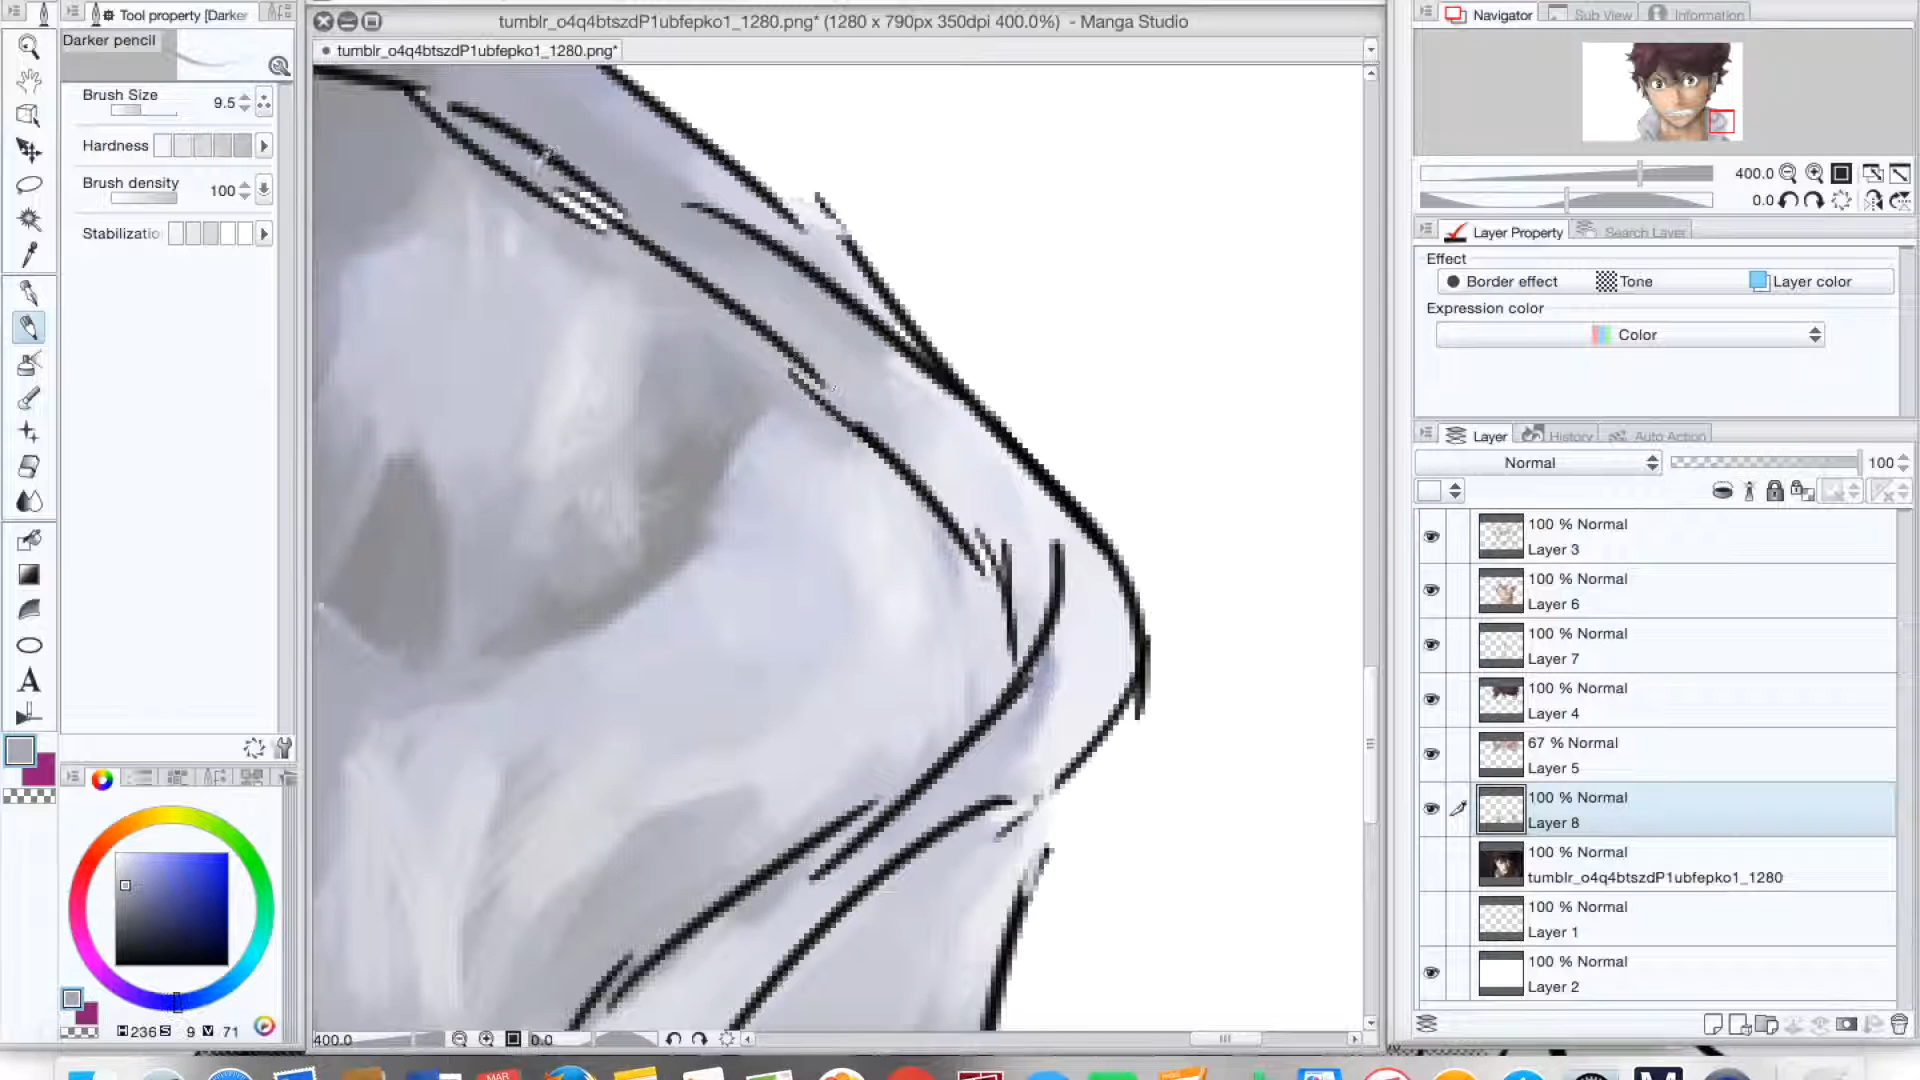 Tool property [Darker
tumblr_o4q4btszdP1ubfepko1_1280.png* (1280 x 790px 350dpi 400.0%) - Manga Studio
Navigator
Sub View
Information
Darker pencil
tumblr_o4q4btszdP1ubfepko1_1280.png*
Brush Size
9.5
Hardness
Brush density
100
Stabilizatio
400.0
0.0
Layer Property
Search Layer
Effect
Border effect
Tone
Layer color
Expression color
Color
Layer
History
Auto Action
Normal
100
100 % Normal
Layer 3
100 % Normal
Layer 6
100 % Normal
Layer 7
100 % Normal
Layer 4
67 % Normal
Layer 5
100 % Normal
Layer 8
100 % Normal
tumblr_o4q4btszdP1ubfepko1_1280
100 % Normal
Layer 1
100 % Normal
Layer 2
H 236 S 9 V 71
400.0
0.0
MAR